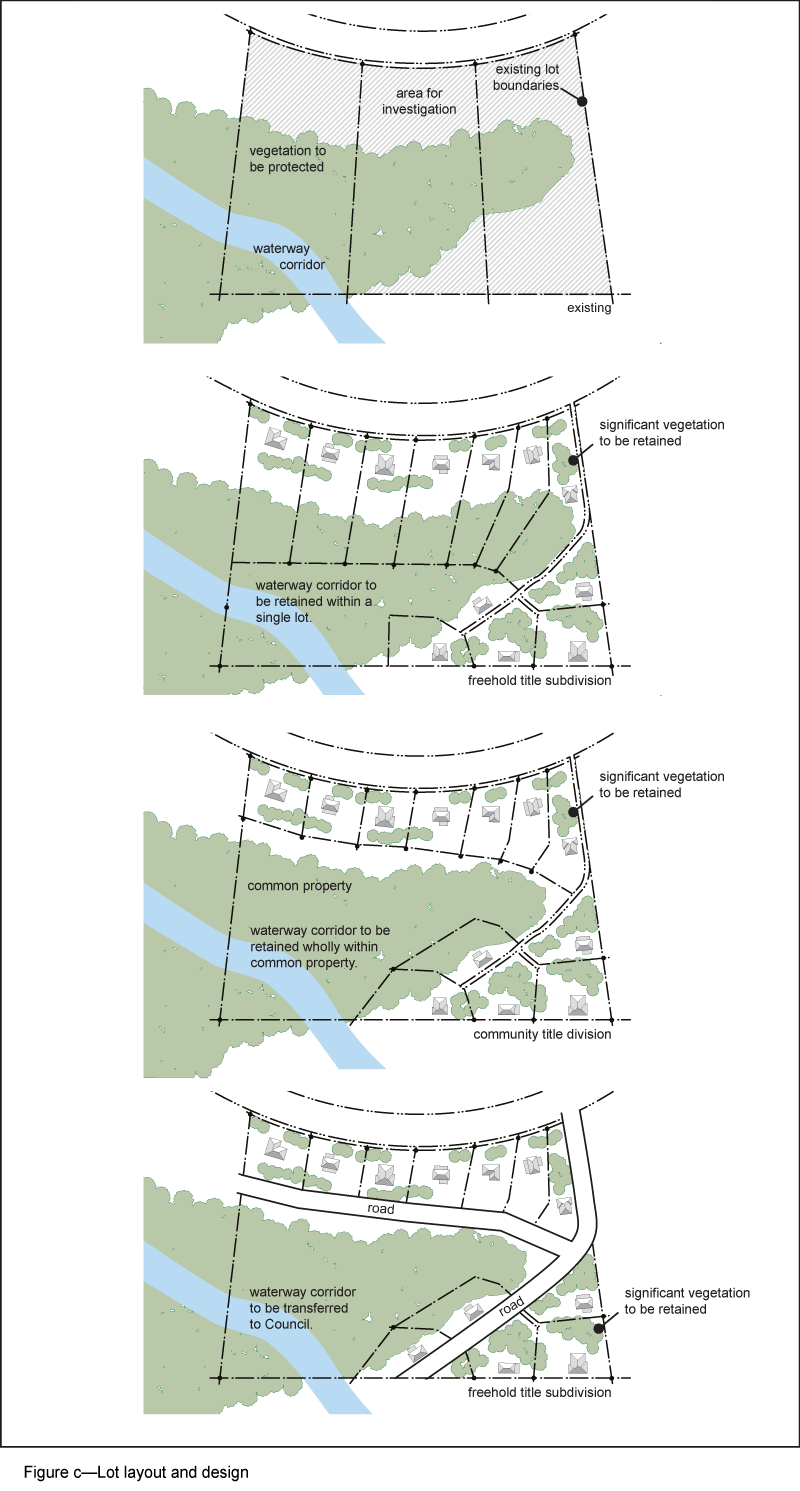 existing lot
boundaries
area for
investigation
vegetation to
be protected
waterway
corridor
existing
significant vegetation
to be retained
waterway corridor to
be retained within a
single lot.
freehold title subdivision
significant vegetation
to be retained
common property
waterway corridor to be
retained wholly within
common property.
community title division
road
waterway corridor
to be transferred
to Council.
road
significant vegetation
to be retained
freehold title subdivision
Figure c—Lot layout and design